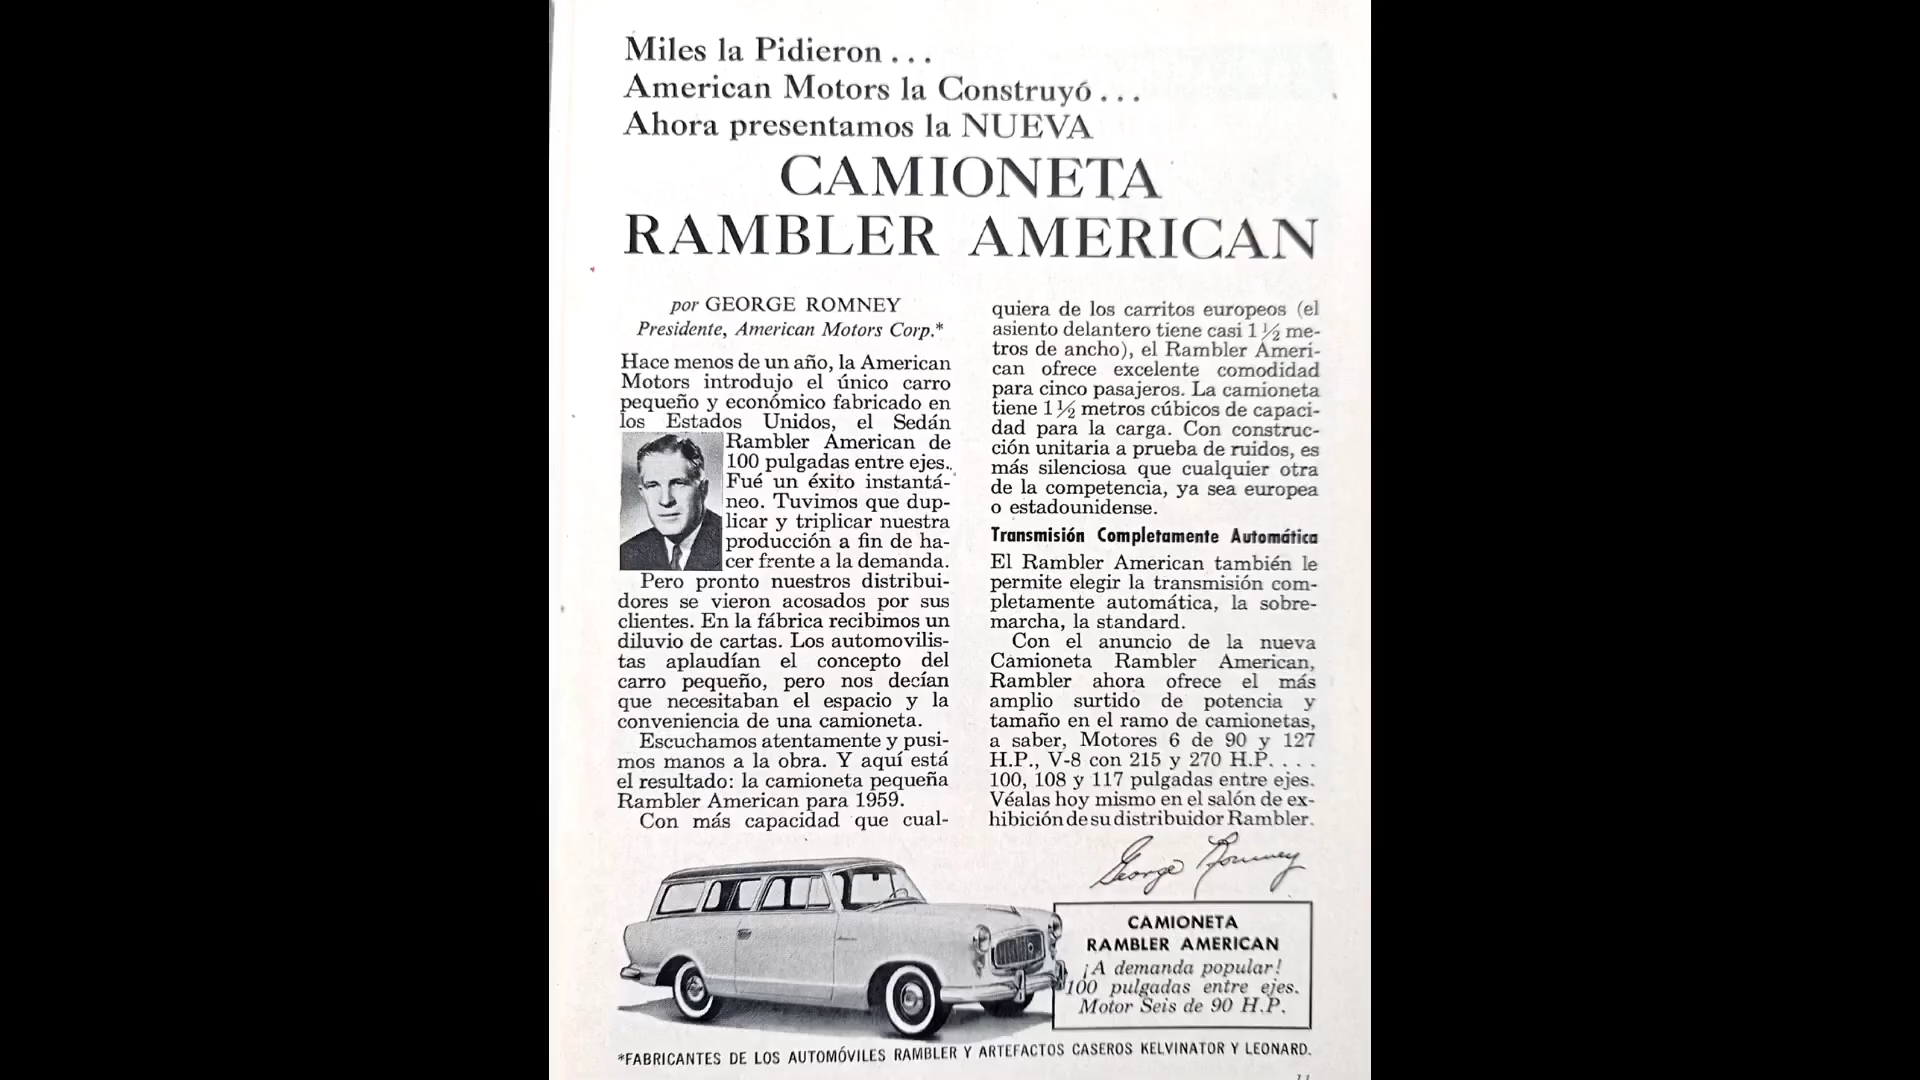 Miles la Pidieron . . .
American Motors la Construyó . . .
Ahora presentamos la NUEVA
CAMIONETA
RAMBLER AMERICAN
por GEORGE ROMNEY
Presidente, American Motors Corp.*
Hace menos de un año, la American
Motors introdujo el único carro
pequeño y económico fabricado en
los Estados Unidos, el Sedán
Rambler American de
100 pulgadas entre ejes.
Fué un éxito instantá-
neo. Tuvimos que dup-
licar y triplicar nuestra
producción a fin de ha-
cer frente a la demanda.
Pero pronto nuestros distribui-
dores se vieron acosados por sus
clientes. En la fábrica recibimos un
diluvio de cartas. Los automovilis-
tas aplaudían el concepto del
carro pequeño, pero nos decían
que necesitaban el espacio y la
conveniencia de una camioneta.
Escuchamos atentamente y pusi-
mos manos a la obra. Y aquí está
el resultado: la camioneta pequeña
Rambler American para 1959.
Con más capacidad que cual-
quiera de los carritos europeos (el
asiento delantero tiene casi 1½ me-
tros de ancho), el Rambler Ameri-
can ofrece excelente comodidad
para cinco pasajeros. La camioneta
tiene 1½ metros cúbicos de capaci-
dad para la carga. Con construc-
ción unitaria a prueba de ruidos, es
más silenciosa que cualquier otra
de la competencia, ya sea europea
o estadounidense.
Transmisión Completamente Automática
El Rambler American también le
permite elegir la transmisión com-
pletamente automática, la sobre-
marcha, la standard.
Con el anuncio de la nueva
Camioneta Rambler American,
Rambler ahora ofrece el más
amplio surtido de potencia y
tamaño en el ramo de camionetas,
a saber, Motores 6 de 90 y 127
H.P., V-8 con 215 y 270 H.P. . . .
100, 108 y 117 pulgadas entre ejes.
Véalas hoy mismo en el salón de ex-
hibición de su distribuidor Rambler.
George Romney
CAMIONETA
RAMBLER AMERICAN
¡A demanda popular!
100 pulgadas entre ejes.
Motor Seis de 90 H.P.
*FABRICANTES DE LOS AUTOMÓVILES RAMBLER Y ARTEFACTOS CASEROS KELVINATOR Y LEONARD.